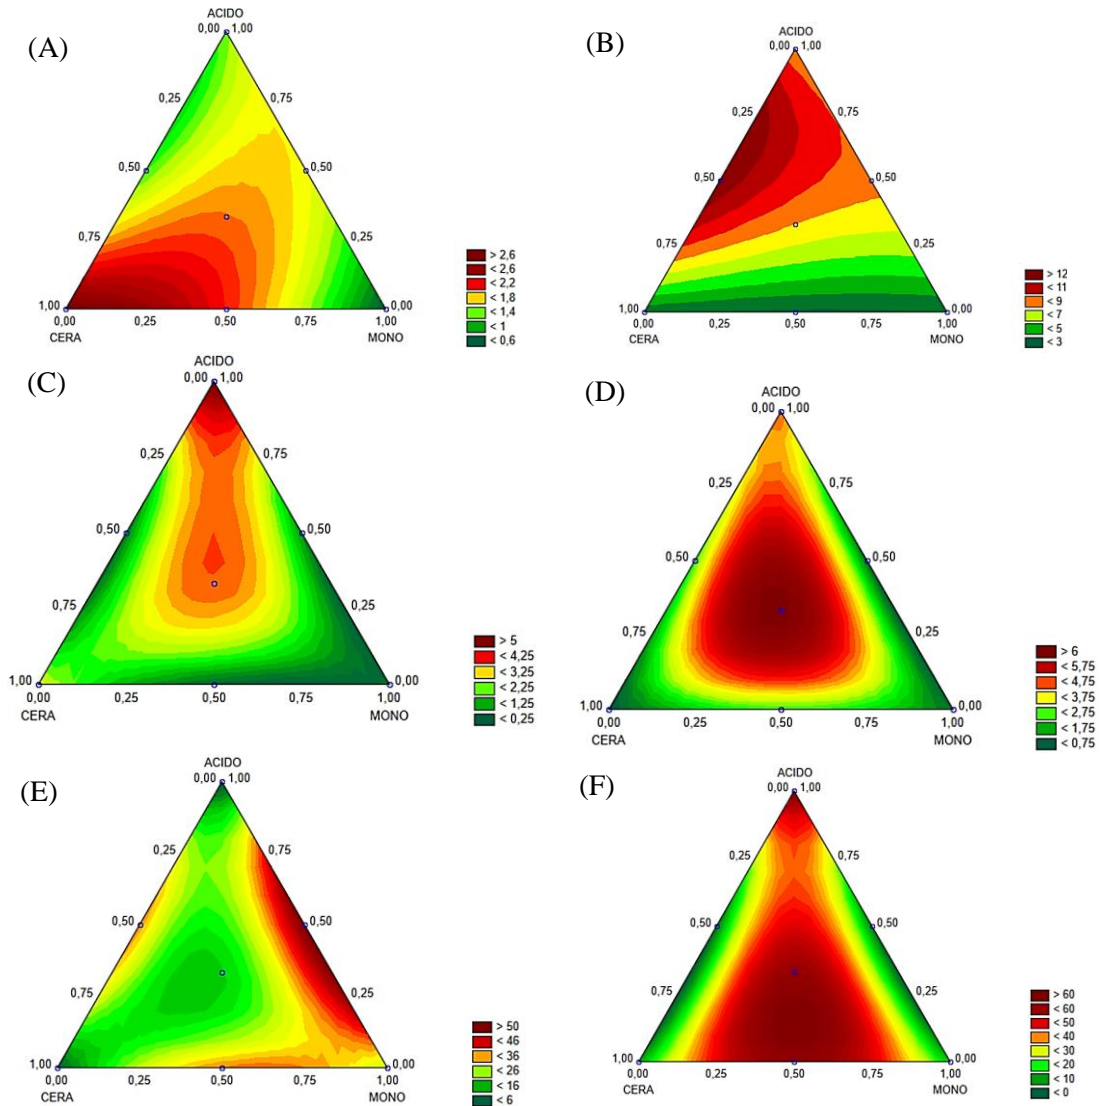 (A)
ACIDO
0,00 1,00
0,25 0,75
0,50 0,50
0,75 0,25
1,00 0,00
0,00 0,25 0,50 0,75 1,00
CERA MONO
> 2,6
< 2,6
< 2,2
< 1,8
< 1,4
< 1
< 0,6
(B)
ACIDO
0,00 1,00
0,25 0,75
0,50 0,50
0,75 0,25
1,00 0,00
0,00 0,25 0,50 0,75 1,00
CERA MONO
> 12
< 11
< 9
< 7
< 5
< 3
(C)
ACIDO
0,00 1,00
0,25 0,75
0,50 0,50
0,75 0,25
1,00 0,00
0,00 0,25 0,50 0,75 1,00
CERA MONO
> 5
< 4,25
< 3,25
< 2,25
< 1,25
< 0,25
(D)
ACIDO
0,00 1,00
0,25 0,75
0,50 0,50
0,75 0,25
1,00 0,00
0,00 0,25 0,50 0,75 1,00
CERA MONO
> 6
< 5,75
< 4,75
< 3,75
< 2,75
< 1,75
< 0,75
(E)
ACIDO
0,00 1,00
0,25 0,75
0,50 0,50
0,75 0,25
1,00 0,00
0,00 0,25 0,50 0,75 1,00
CERA MONO
> 50
< 46
< 36
< 26
< 16
< 6
(F)
ACIDO
0,00 1,00
0,25 0,75
0,50 0,50
0,75 0,25
1,00 0,00
0,00 0,25 0,50 0,75 1,00
CERA MONO
> 60
< 60
< 50
< 40
< 30
< 20
< 10
< 0